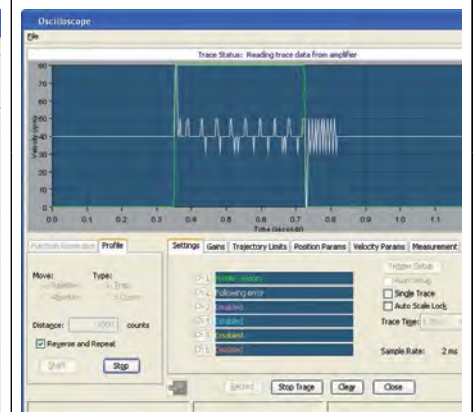 Oscilloscope
File
Trace Status: Reading trace data from amplifier
80
70
60
50
40
30
20
10
0
0.0 0.1 0.2 0.3 0.4 0.5 0.6 0.7 0.8 0.9 1.0 1.1
Time (seconds)
Function Generator Profile
Settings Gains Trajectory Limits Position Params Velocity Params Measurement
Move:
Type:
Trap
Distance:
counts
Reverse and Repeat
Start Stop
Following error
Disabled
Disabled
Disabled
Disabled
Trigger Setup
Auto Setup
Single Trace
Auto Scale Lock
Trace Time:
Sample Rate: 2 ms
Stop Trace Clear Close